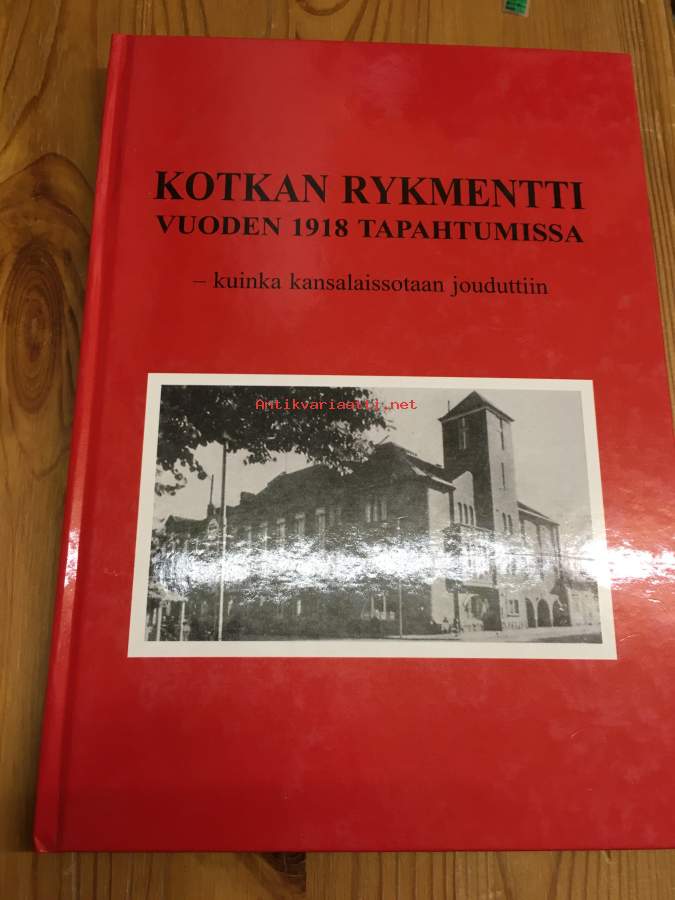 KOTKAN RYKMENTTI
VUODEN 1918 TAPAHTUMISSA
– kuinka kansalaissotaan jouduttiin
Antikvariaatti.net